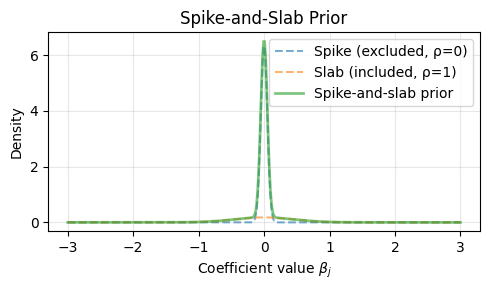 Spike-and-Slab Prior
Density
6
4
2
0
Spike (excluded, ρ=0)
Slab (included, ρ=1)
Spike-and-slab prior
−3 −2 −1 0 1 2 3
Coefficient value βj